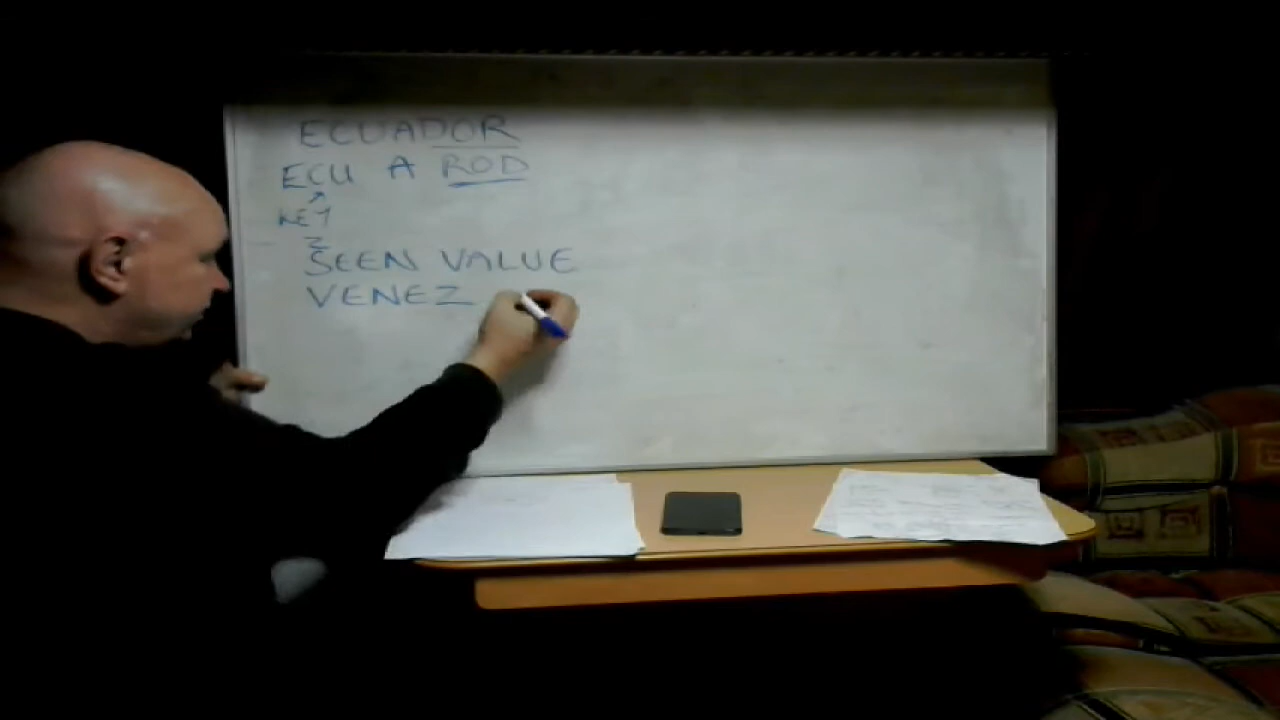 ECUADOR
ECU A ROD
KEY
Z
SEEN VALUE
VENEZ